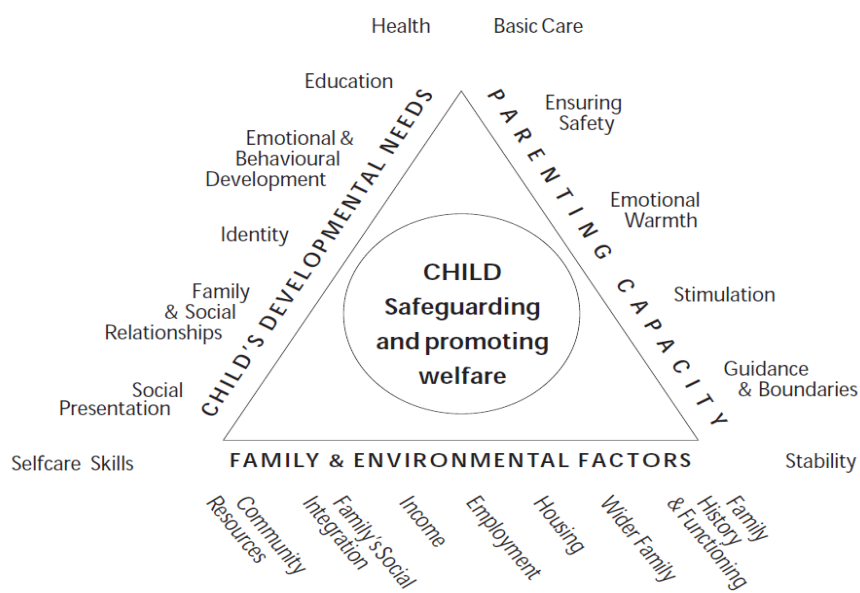 Health
Basic Care
Education
Ensuring
Safety
Emotional &
Behavioural
Development
Emotional
Warmth
Identity
Stimulation
Family
& Social
Relationships
Guidance
& Boundaries
Social
Presentation
Selfcare Skills
Stability
CHILD'S DEVELOPMENTAL NEEDS
PARENTING CAPACITY
CHILD
Safeguarding
and promoting
welfare
FAMILY & ENVIRONMENTAL FACTORS
Community
Resources
Family's Social
Integration
Income
Employment
Housing
Wider Family
Family
History
& Functioning